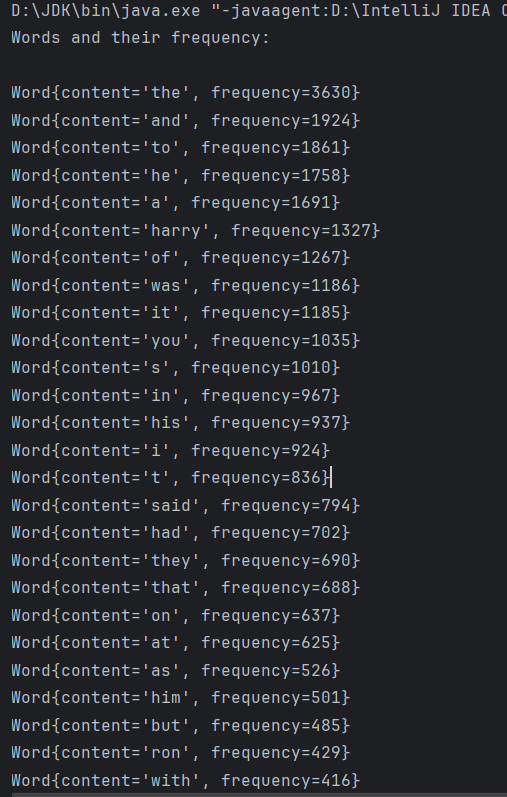 D:\JDK\bin\java.exe "-javaagent:D:\IntelliJ IDEA
Words and their frequency:
Word{content='the', frequency=3630}
Word{content='and', frequency=1924}
Word{content='to', frequency=1861}
Word{content='he', frequency=1758}
Word{content='a', frequency=1691}
Word{content='harry', frequency=1327}
Word{content='of', frequency=1267}
Word{content='was', frequency=1186}
Word{content='it', frequency=1185}
Word{content='you', frequency=1035}
Word{content='s', frequency=1010}
Word{content='in', frequency=967}
Word{content='his', frequency=937}
Word{content='i', frequency=924}
Word{content='t', frequency=836}
Word{content='said', frequency=794}
Word{content='had', frequency=702}
Word{content='they', frequency=690}
Word{content='that', frequency=688}
Word{content='on', frequency=637}
Word{content='at', frequency=625}
Word{content='as', frequency=526}
Word{content='him', frequency=501}
Word{content='but', frequency=485}
Word{content='ron', frequency=429}
Word{content='with', frequency=416}